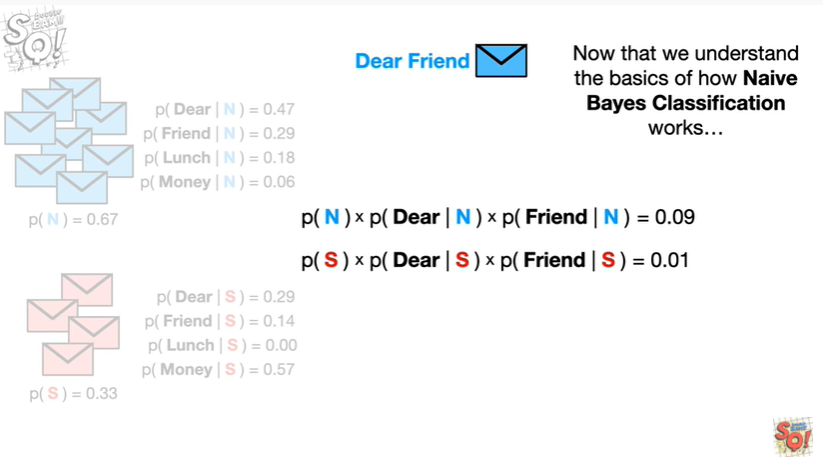 Dear Friend
Now that we understand
the basics of how Naive
Bayes Classification
works…
p( Dear | N ) = 0.47
p( Friend | N ) = 0.29
p( Lunch | N ) = 0.18
p( Money | N ) = 0.06
p( N ) = 0.67
p( N ) x p( Dear | N ) x p( Friend | N ) = 0.09
p( S ) x p( Dear | S ) x p( Friend | S ) = 0.01
p( Dear | S ) = 0.29
p( Friend | S ) = 0.14
p( Lunch | S ) = 0.00
p( Money | S ) = 0.57
p( S ) = 0.33
SQ!